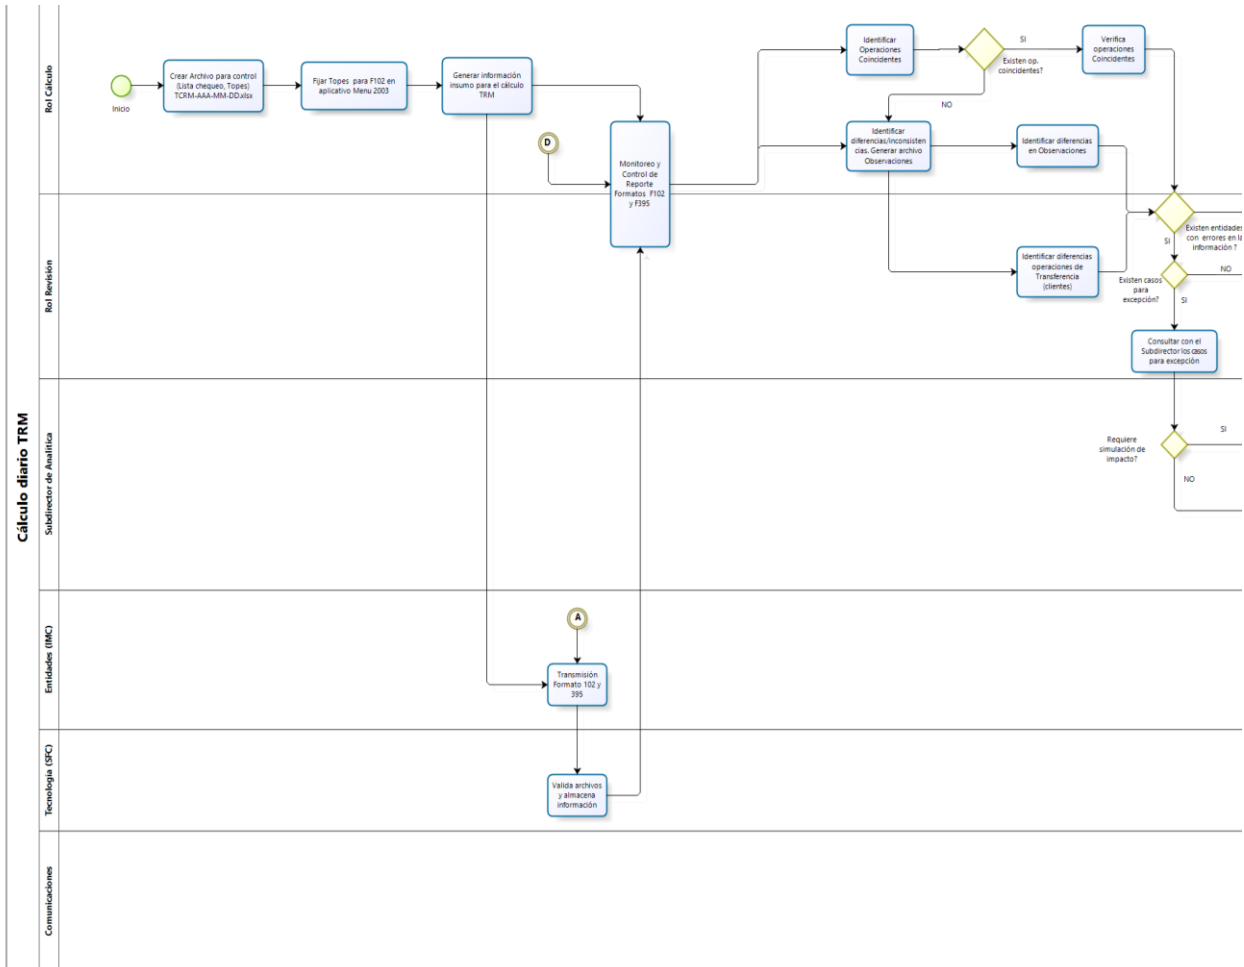 Cálculo diario TRM
Rol Cálculo
Inicio
Crear Archivo para control
(Lista chequeo, Topes)
TCRM-AAA-MM-DD.xlsx
Fijar Topes para F102 en
aplicativo Menu 2003
Generar información
insumo para el cálculo
TRM
D
Monitoreo y
Control de
Reporte
Formatos F102
y F395
Identificar
Operaciones
Coincidentes
Existen op.
coincidentes?
SI
NO
Verifica
operaciones
Coincidentes
Identificar
diferencias/inconsisten
cias. Generar archivo
Observaciones
Identificar diferencias
en Observaciones
Rol Revisión
Identificar diferencias
operaciones de
Transferencia
(clientes)
Existen entidades
con errores en la
información ?
SI
Existen casos
para
excepción?
NO
SI
Consultar con el
Subdirector los casos
para excepción
Subdirector de Analítica
Requiere
simulación de
impacto?
SI
NO
Entidades (IMC)
A
Transmisión
Formato 102 y
395
Tecnología (SFC)
Valida archivos
y almacena
información
Comunicaciones